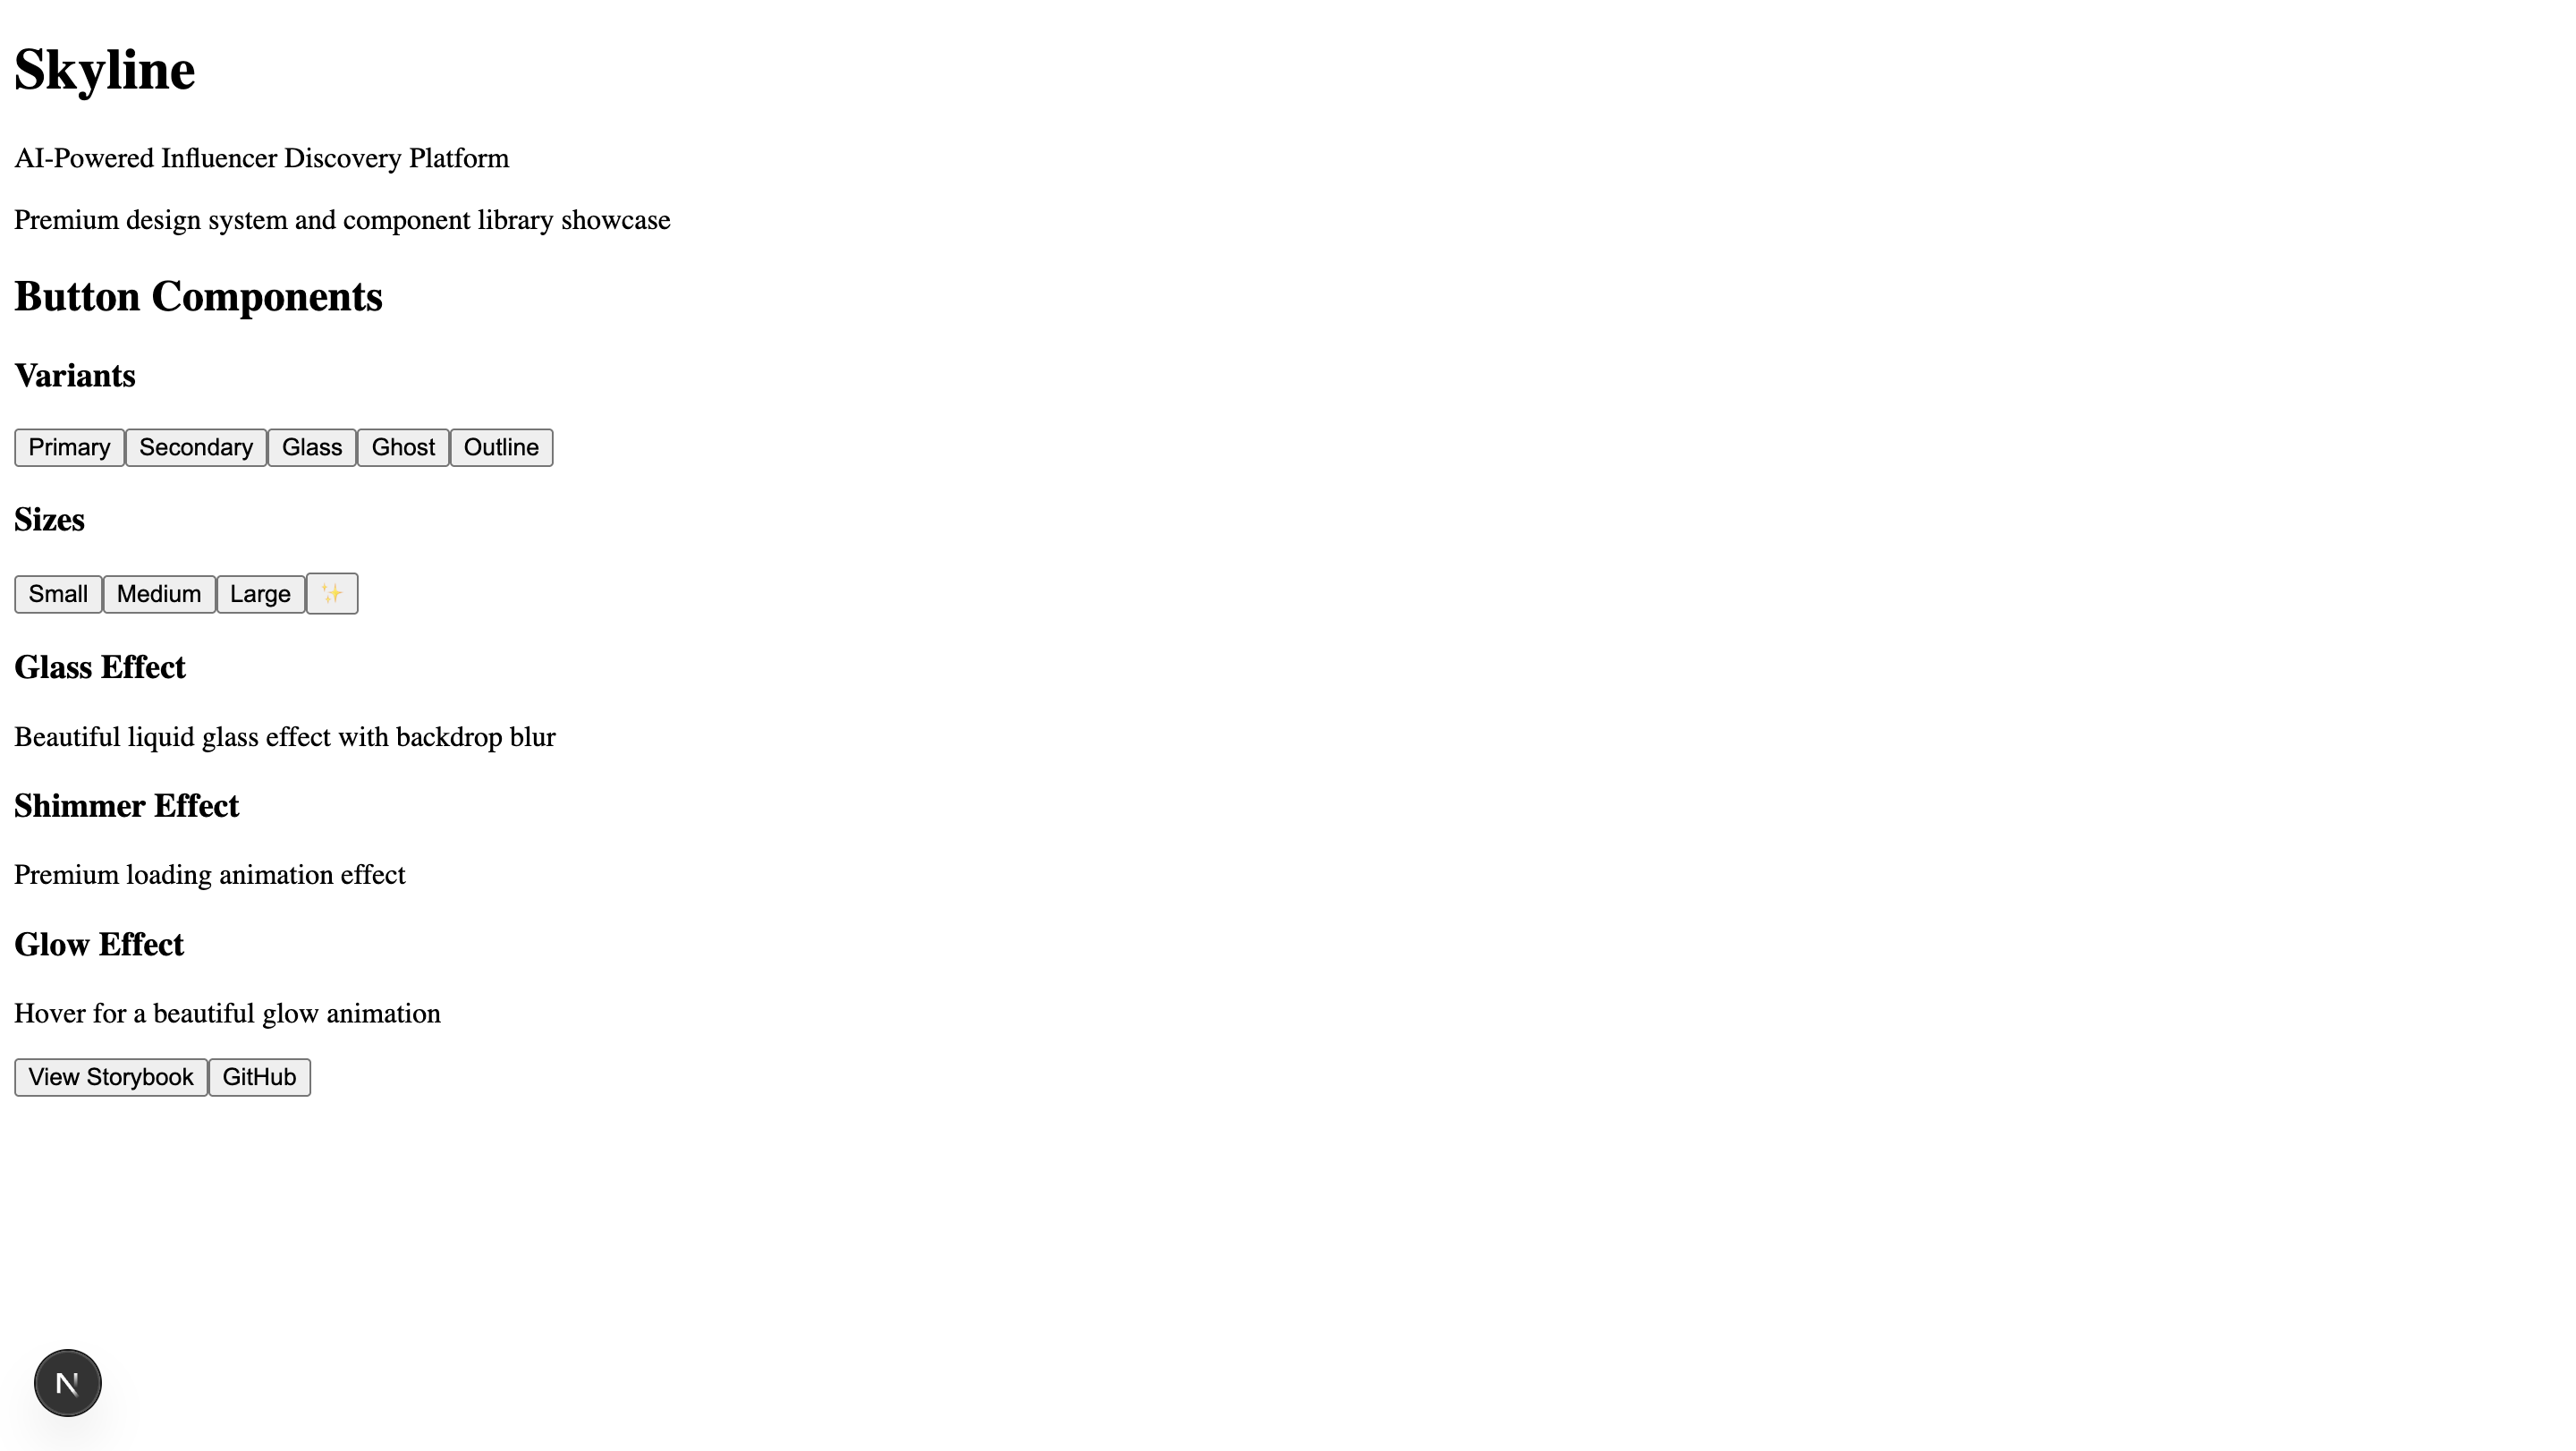 Skyline
AI-Powered Influencer Discovery Platform
Premium design system and component library showcase
Button Components
Variants
Primary Secondary Glass Ghost Outline
Sizes
Small Medium Large ✨
Glass Effect
Beautiful liquid glass effect with backdrop blur
Shimmer Effect
Premium loading animation effect
Glow Effect
Hover for a beautiful glow animation
View Storybook GitHub
N